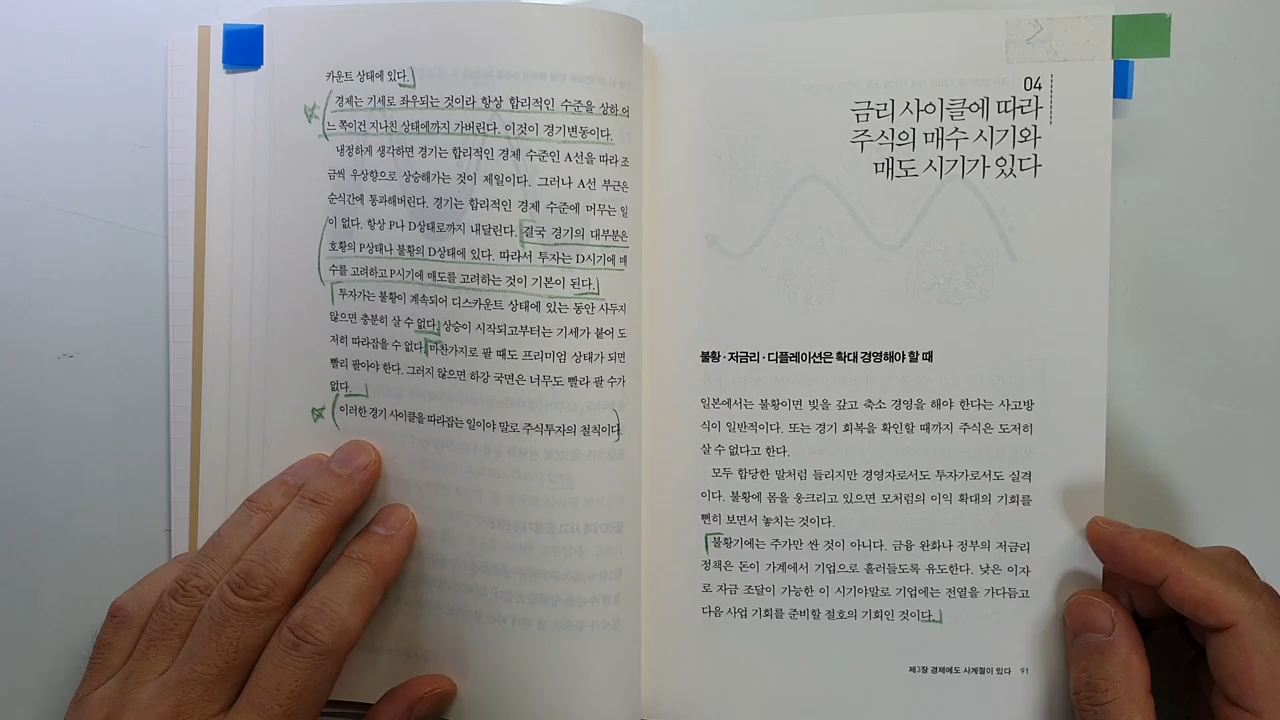 카운트 상태에 있다.
경제는 기세로 좌우되는 것이라 항상 합리적인 수준을 상하 어
느 쪽이건 지나친 상태에까지 가버린다. 이것이 경기변동이다.
냉정하게 생각하면 경기는 합리적인 경제 수준인 A선을 따라 조
금씩 우상향으로 상승해가는 것이 제일이다. 그러나 A선 부근은
순식간에 통과해버린다. 경기는 합리적인 경제 수준에 머무는 일
이 없다. 항상 P나 D상태로까지 내달린다. 결국 경기의 대부분은
호황의 P상태나 불황의 D상태에 있다. 따라서 투자는 D시기에 매
수를 고려하고 P시기에 매도를 고려하는 것이 기본이 된다.
투자가는 불황이 계속되어 디스카운트 상태에 있는 동안 사두지
않으면 충분히 살 수 없다. 상승이 시작되고부터는 기세가 붙어 도
저히 따라잡을 수 없다. 마찬가지로 팔 때도 프리미엄 상태가 되면
빨리 팔아야 한다. 그러지 않으면 하강 국면은 너무도 빨라 팔 수가
없다.
이러한 경기 사이클을 따라잡는 일이야 말로 주식투자의 철칙이다.
04
금리 사이클에 따라
주식의 매수 시기와
매도 시기가 있다
불황·저금리·디플레이션은 확대 경영해야 할 때
일본에서는 불황이면 빚을 갚고 축소 경영을 해야 한다는 사고방
식이 일반적이다. 또는 경기 회복을 확인할 때까지 주식은 도저히
살 수 없다고 한다.
모두 합당한 말처럼 들리지만 경영자로서도 투자가로서도 실격
이다. 불황에 몸을 웅크리고 있으면 모처럼의 이익 확대의 기회를
뻔히 보면서 놓치는 것이다.
불황기에는 주가만 싼 것이 아니다. 금융 완화나 정부의 저금리
정책은 돈이 가계에서 기업으로 흘러들도록 유도한다. 낮은 이자
로 자금 조달이 가능한 이 시기야말로 기업에는 전열을 가다듬고
다음 사업 기회를 준비할 절호의 기회인 것이다.
제3장 경제에도 사계절이 있다 91